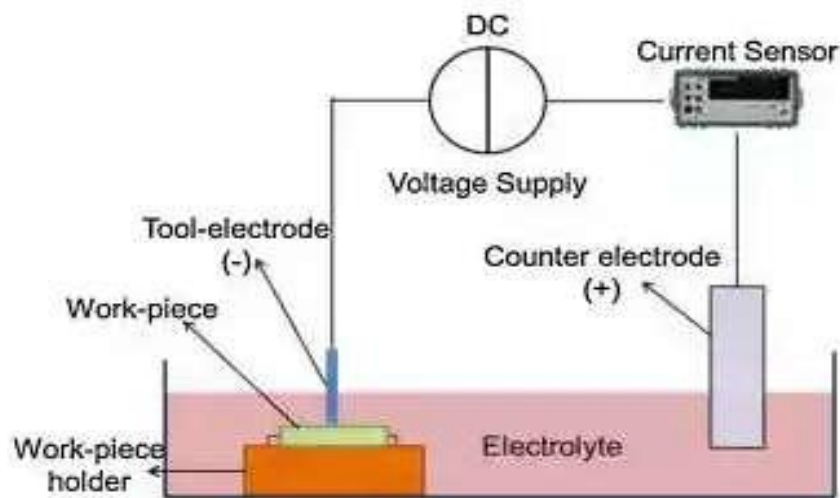 DC
Current Sensor
Voltage Supply
Tool-electrode
(-)
Counter electrode
(+)
Work-piece
Work-piece
holder
Electrolyte